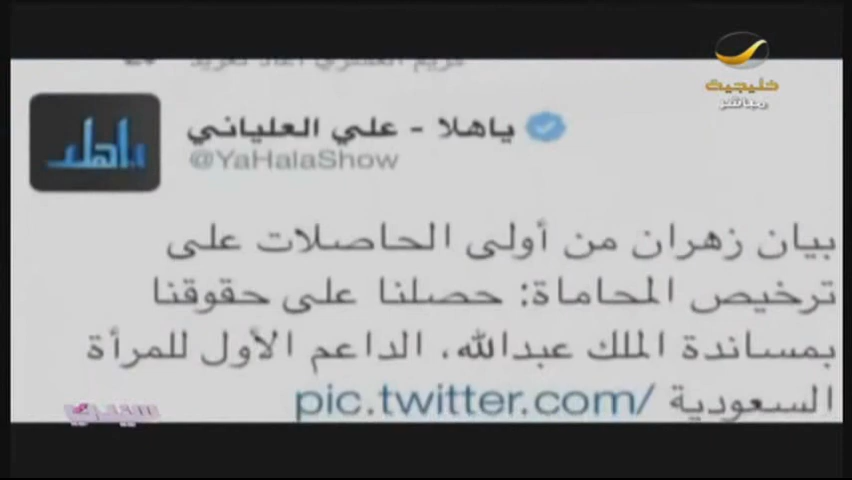 خليجية
مباشر
ياهلا - علي العلياني
@YaHalaShow
ياهلا
بيان زهران من أولى الحاصلات على
ترخيص المحاماة: حصلنا على حقوقنا
بمساندة الملك عبدالله، الداعم الأول للمرأة
السعودية pic.twitter.com/
سيدتي